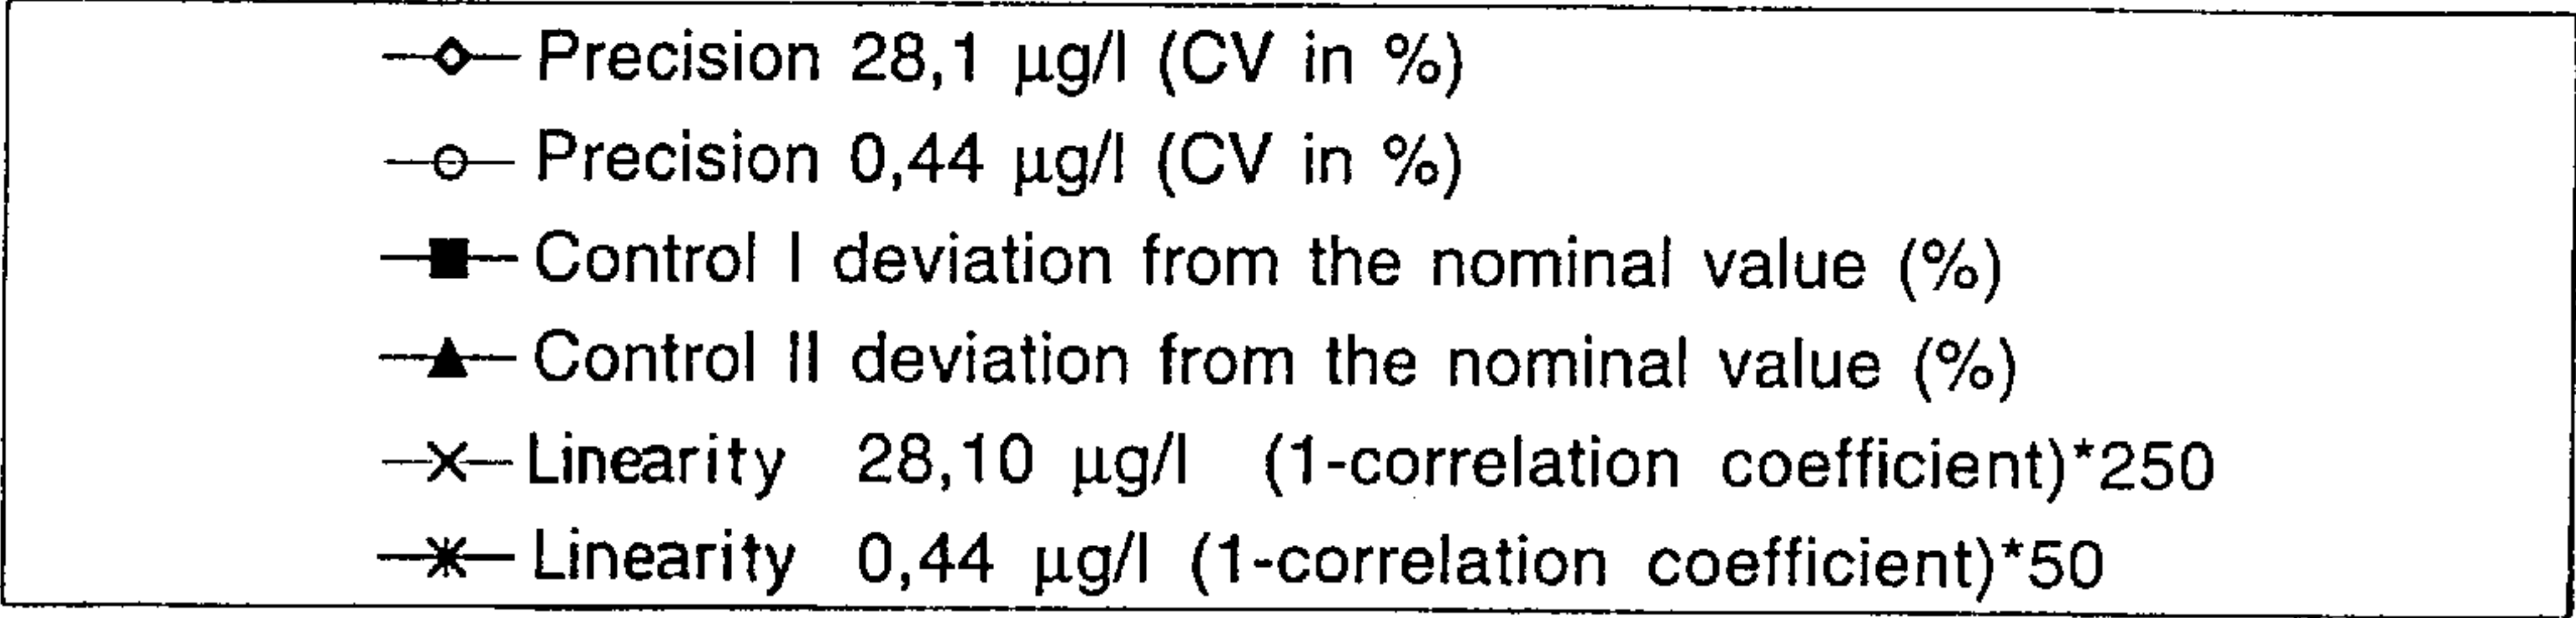 Precision 28,1 µg/l (CV in %)
Precision 0,44 µg/l (CV in %)
Control I deviation from the nominal value (%)
Control II deviation from the nominal value (%)
Linearity 28,10 µg/l (1-correlation coefficient)*250
Linearity 0,44 µg/l (1-correlation coefficient)*50